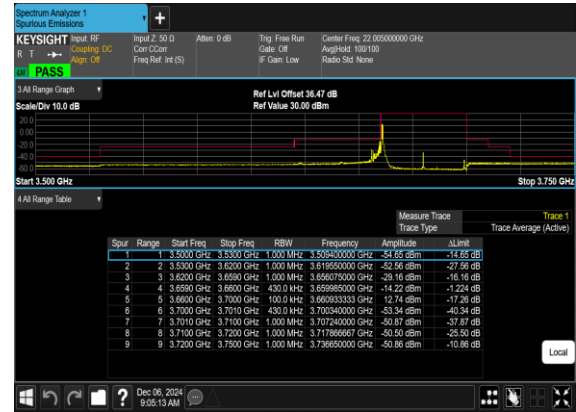 Spectrum Analyzer 1
Spurious Emissions
+
KEYSIGHT Input: RF Input Z: 50 Ω Atten: 0 dB Trig: Free Run Center Freq: 22.005000000 GHz
R T Coupling: DC Corr CCorr Gate: Off Avg|Hold: 100/100
Align: Off Freq Ref: Int (S) IF Gain: Low Radio Std: None
LW PASS
3 All Range Graph
Ref Lvl Offset 36.47 dB
Scale/Div 10.0 dB Ref Value 30.00 dBm
20.0
0.00
-20.0
-40.0
-60.0
Start 3.500 GHz Stop 3.750 GHz
4 All Range Table
Measure Trace Trace 1
Trace Type Trace Average (Active)
Spur Range Start Freq Stop Freq RBW Frequency Amplitude ΔLimit
1 1 3.5000 GHz 3.5300 GHz 1.000 MHz 3.509400000 GHz -54.65 dBm -14.65 dB
2 2 3.5300 GHz 3.6200 GHz 1.000 MHz 3.619550000 GHz -52.56 dBm -27.56 dB
3 3 3.6200 GHz 3.6590 GHz 1.000 MHz 3.656075000 GHz -29.16 dBm -16.16 dB
4 4 3.6590 GHz 3.6600 GHz 430.0 kHz 3.659985000 GHz -14.22 dBm -1.224 dB
5 5 3.6600 GHz 3.7000 GHz 100.0 kHz 3.660933333 GHz 12.74 dBm -17.26 dB
6 6 3.7000 GHz 3.7010 GHz 430.0 kHz 3.700340000 GHz -53.34 dBm -40.34 dB
7 7 3.7010 GHz 3.7100 GHz 1.000 MHz 3.707240000 GHz -50.87 dBm -37.87 dB
8 8 3.7100 GHz 3.7200 GHz 1.000 MHz 3.717866667 GHz -50.50 dBm -25.50 dB
9 9 3.7200 GHz 3.7500 GHz 1.000 MHz 3.736650000 GHz -50.86 dBm -10.86 dB
Local
? Dec 06, 2024
9:05:13 AM